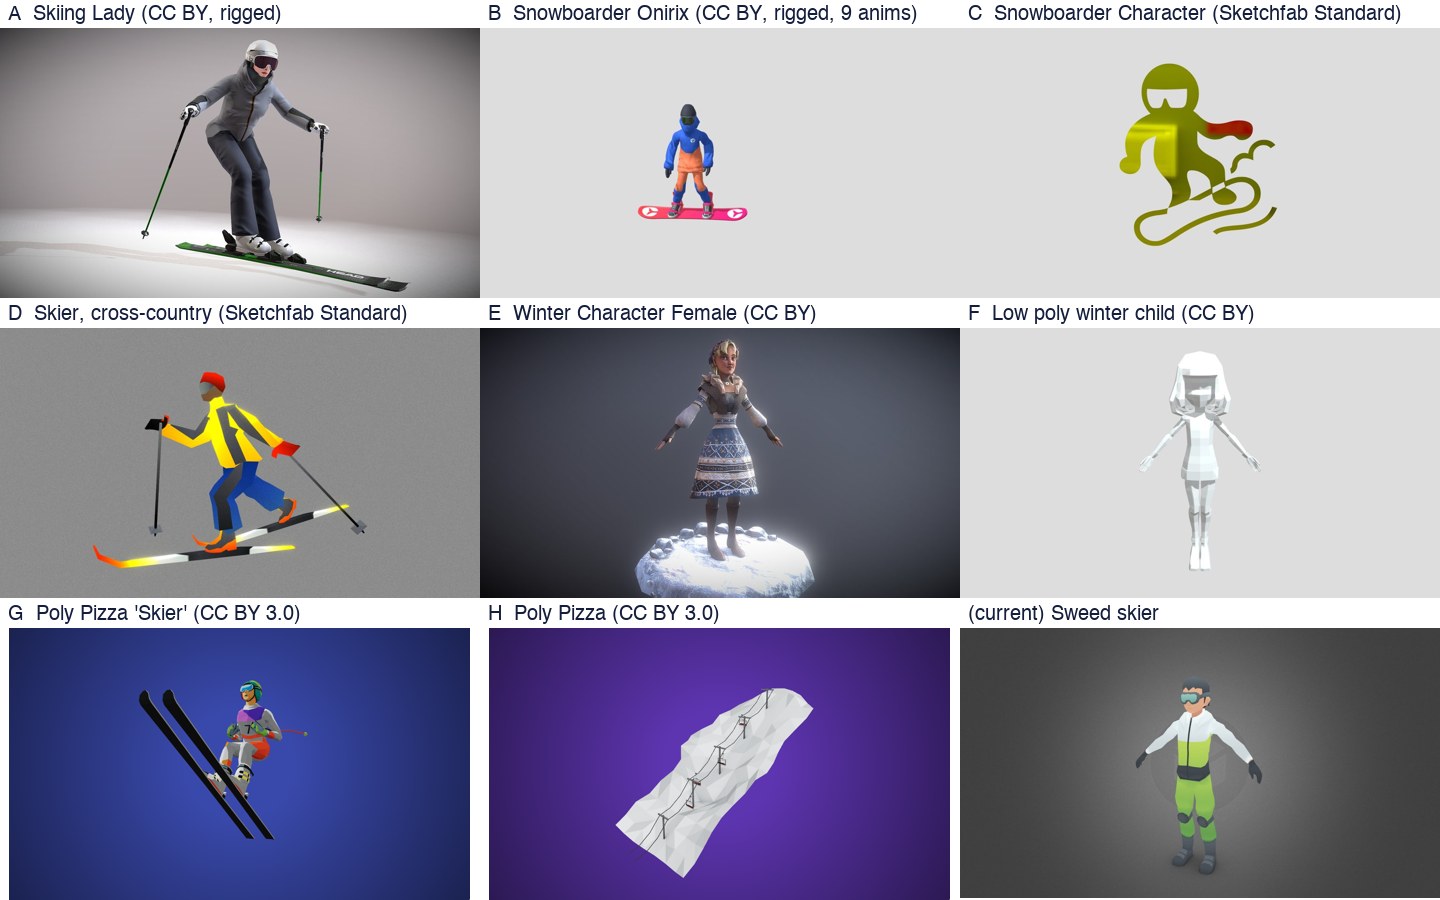 A Skiing Lady (CC BY, rigged)
B Snowboarder Onirix (CC BY, rigged, 9 anims)
C Snowboarder Character (Sketchfab Standard)
HEAD
D Skier, cross-country (Sketchfab Standard)
E Winter Character Female (CC BY)
F Low poly winter child (CC BY)
G Poly Pizza 'Skier' (CC BY 3.0)
H Poly Pizza (CC BY 3.0)
(current) Sweed skier
7